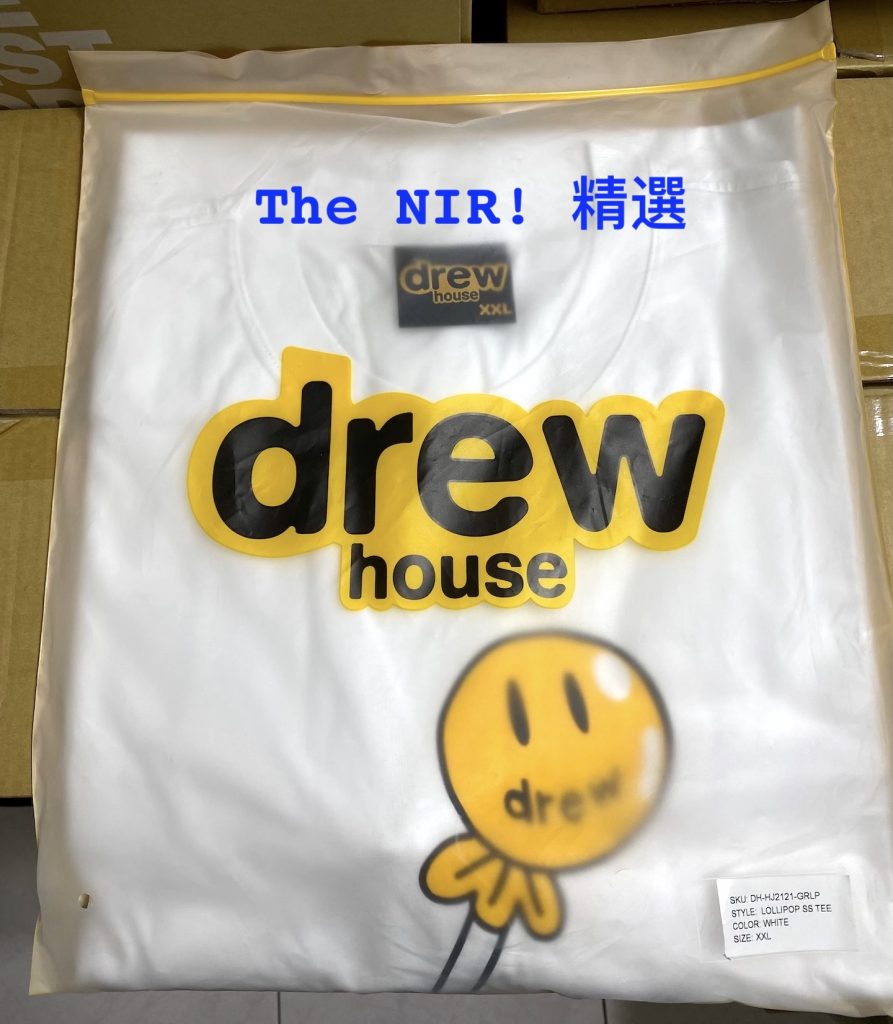 ST
The NIR! 精選
drew
house
XXL
drew
house
drew
SKU: DH-HJ2121-GRLP
STYLE: LOLLIPOP SS TEE
COLOR: WHITE
SIZE: XXL